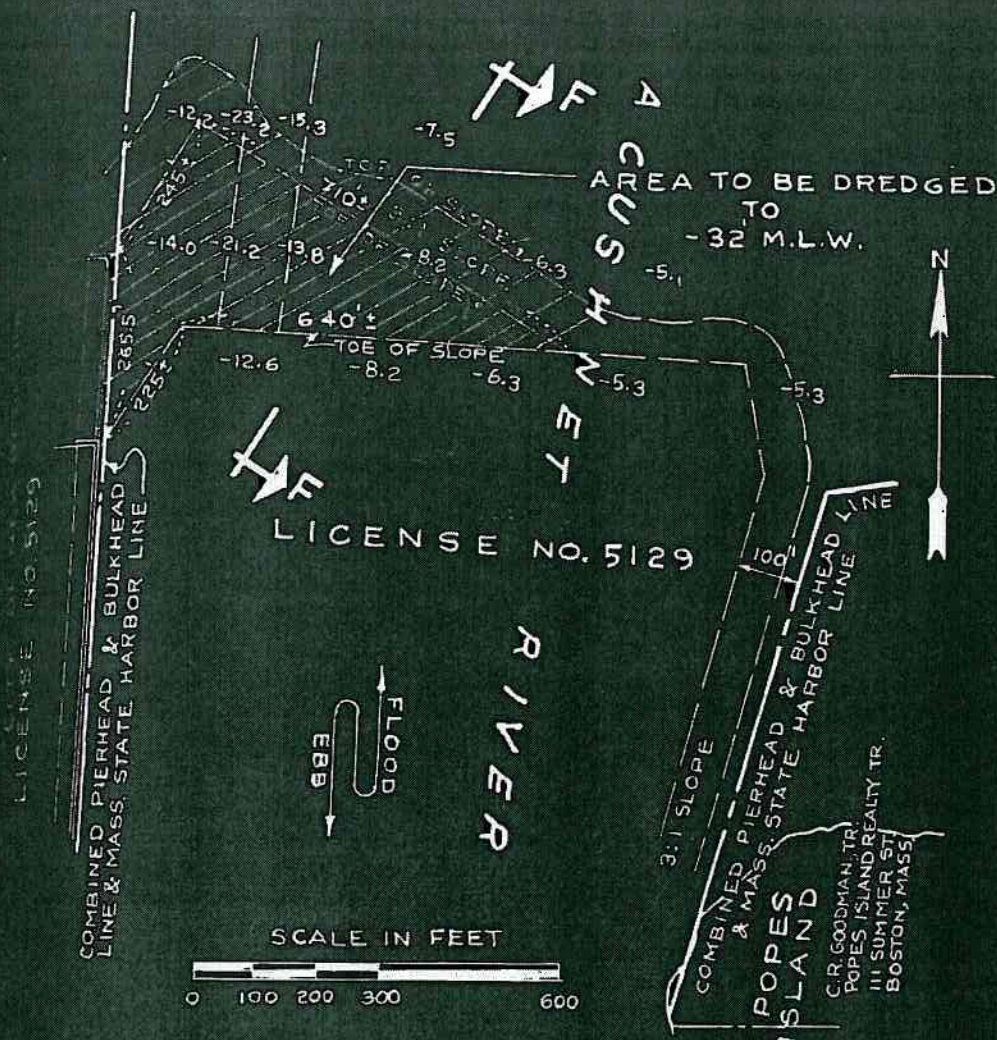 -12.2 -23.2 -15.3
-7.5
F
ACUSHNET
RIVER
AREA TO BE DREDGED
TO
-32' M.L.W.
245'±
710'±
TOE OF SLOPE
-14.0 -21.2 -13.8
-8.2
-6.3
-5.1
N
265.5
640'±
TOE OF SLOPE
-12.6
-8.2
-6.3
-5.3
-5.3
225'±
F
LICENSE NO. 5129
LICENSE NO. 5129
COMBINED PIERHEAD & BULKHEAD
LINE & MASS. STATE HARBOR LINE
100
FLOOD
EBB
3:1 SLOPE
COMBINED PIERHEAD & BULKHEAD LINE
& MASS. STATE HARBOR LINE
POPES
ISLAND
C.R. GOODMAN, TR.
POPES ISLAND REALTY TR.
111 SUMMER ST.
BOSTON, MASS.
SCALE IN FEET
0 100 200 300 600